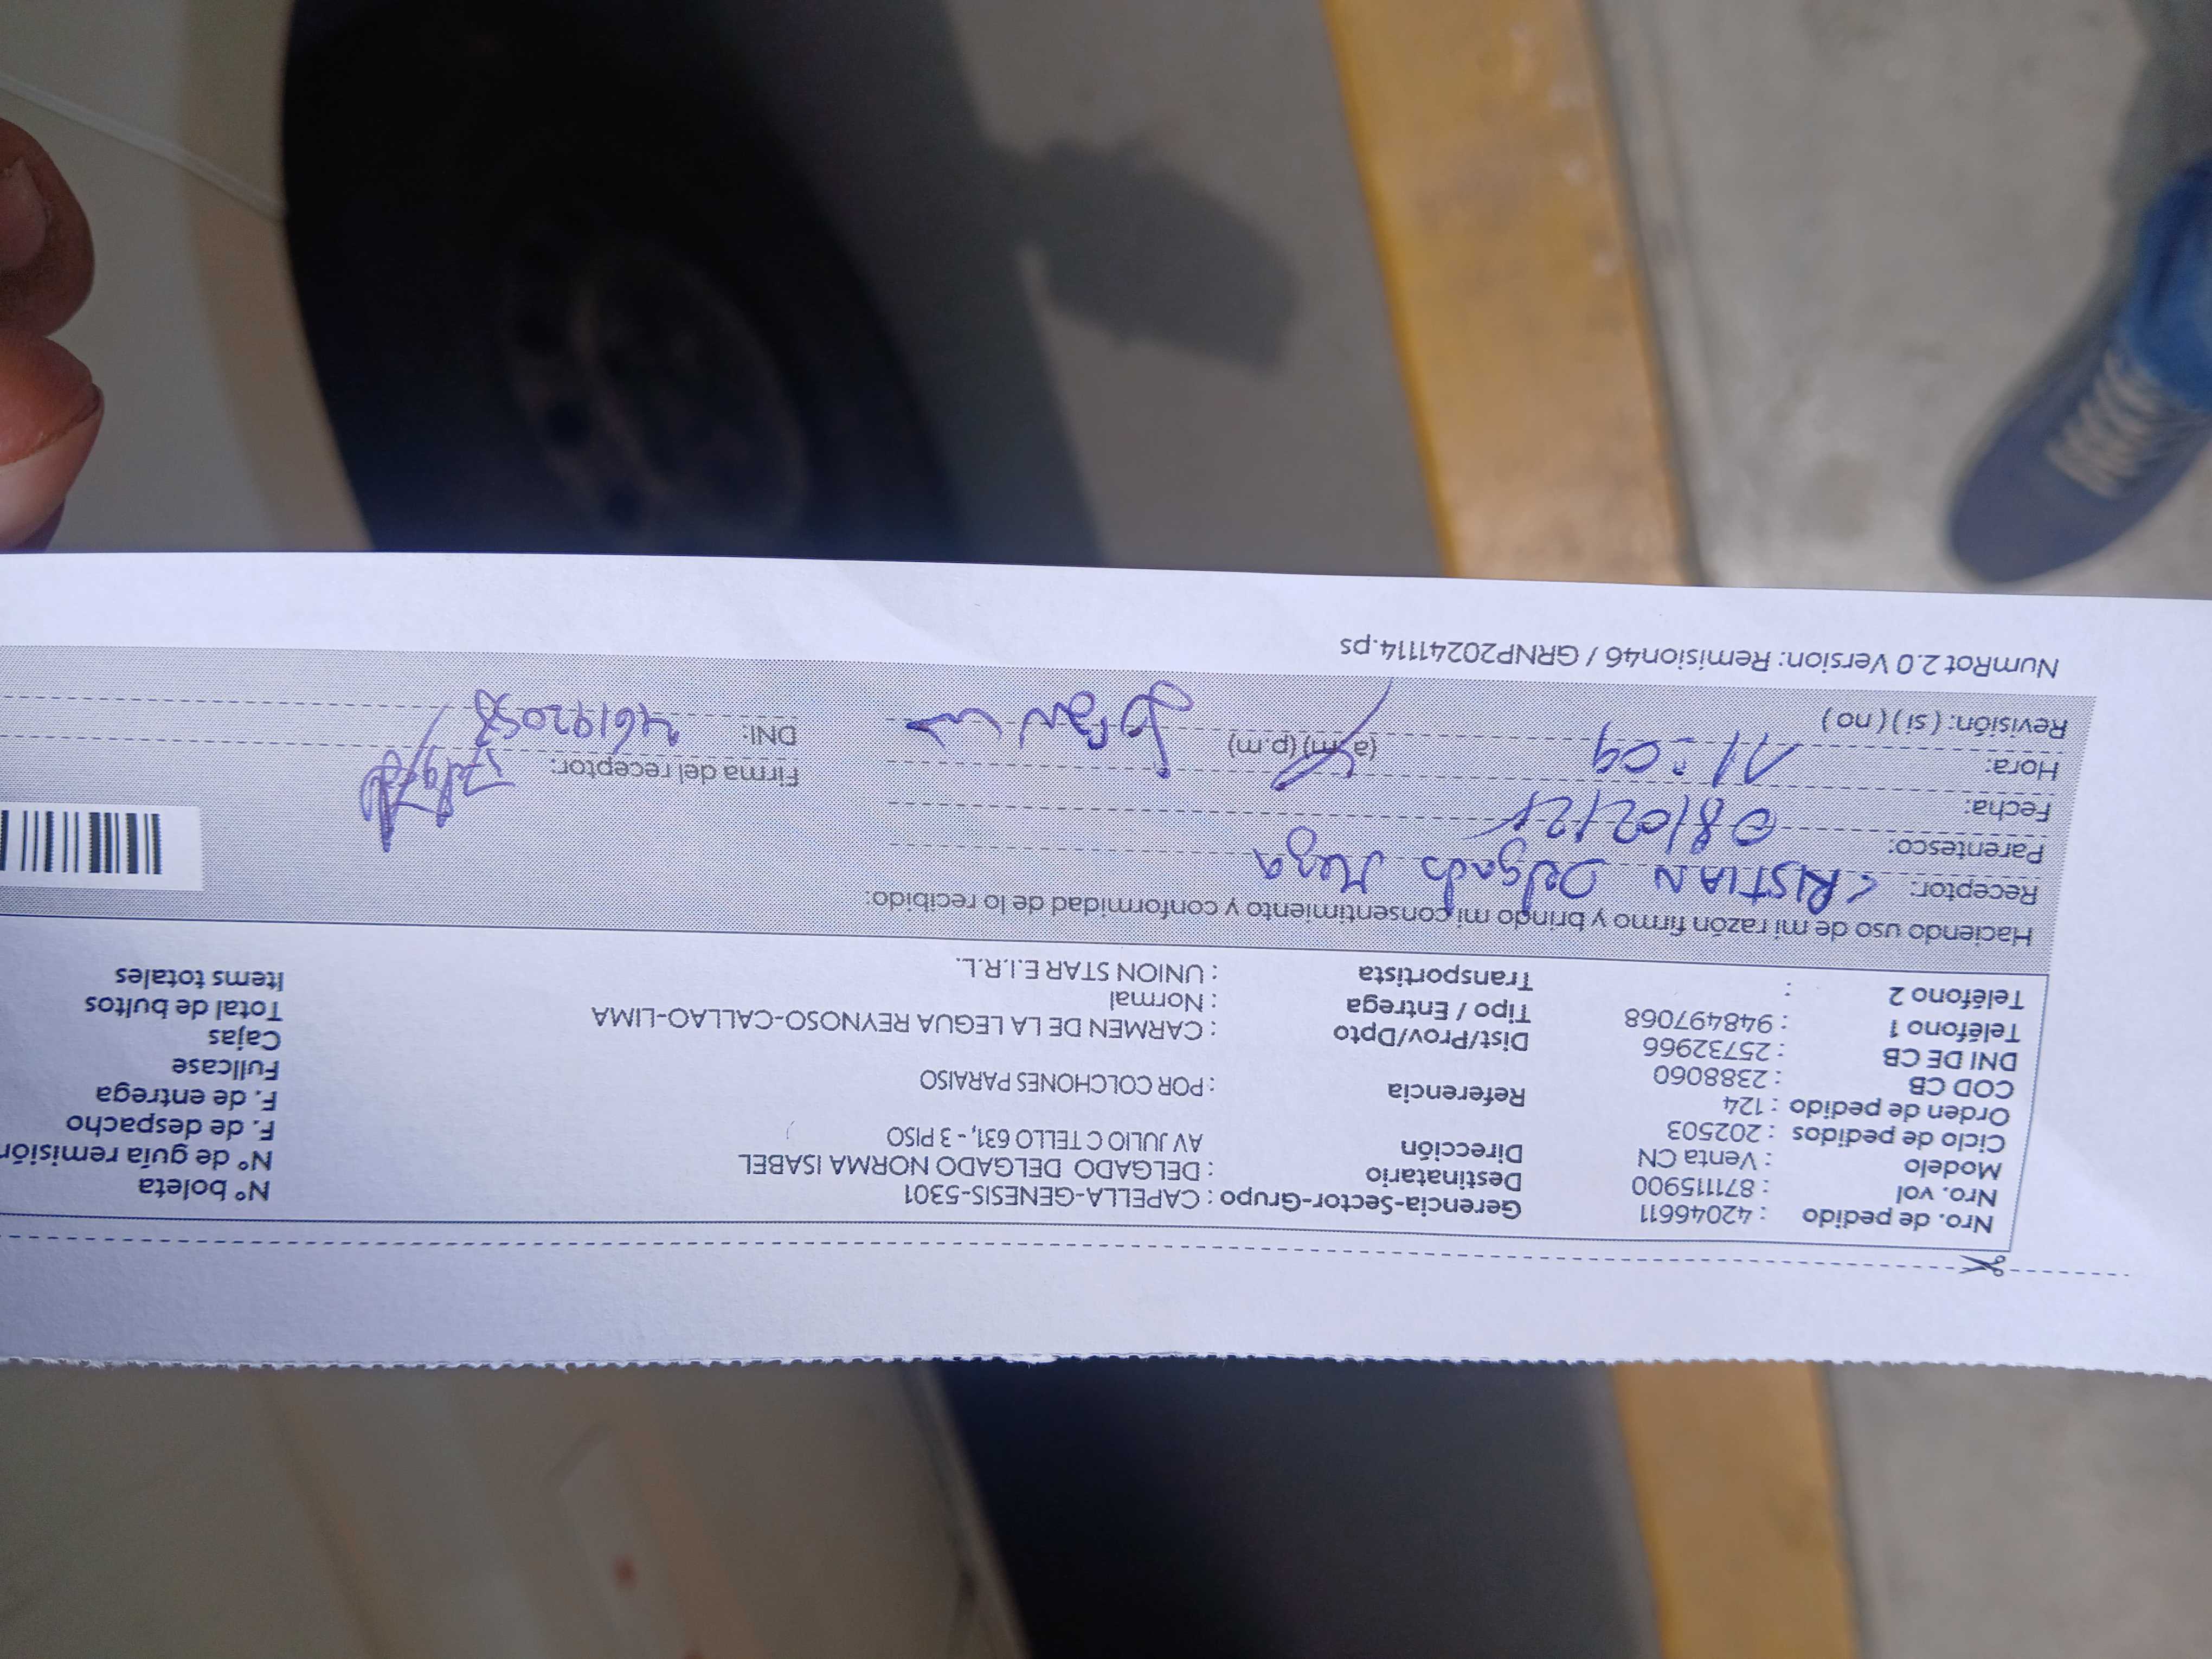 Nro. de pedido : 42046611 Gerencia-Sector-Grupo : CAPELLA-GENESIS-5301 N° boleta
Nro. vol : 871115900 Destinatario : DELGADO DELGADO NORMA ISABEL N° de guía remisión
Modelo : Venta CN Dirección AV JULIO C TELLO 631, - 3 PISO F. de despacho
Ciclo de pedidos : 202503 F. de entrega
Orden de pedido : 124 Referencia : POR COLCHONES PARAISO Fullcase
COD CB : 2388060 Cajas
DNI DE CB : 25732966 Dist/Prov/Dpto : CARMEN DE LA LEGUA REYNOSO-CALLAO-LIMA Total de bultos
Teléfono 1 : 948497068 Tipo / Entrega : Normal Items totales
Teléfono 2 : Transportista : UNION STAR E.I.R.L.
Haciendo uso de mi razón firmo y brindo mi consentimiento y conformidad de lo recibido:
Receptor: CRISTIAN Delgado Meza
Parentesco:
Fecha: 08/02/25
Hora: 11:09 (a.m) (p.m) Firma del receptor:
Revisión: ( si ) ( no ) DNI:
NumRot 2.0 Version: Remision46 / GRNP20241114.ps